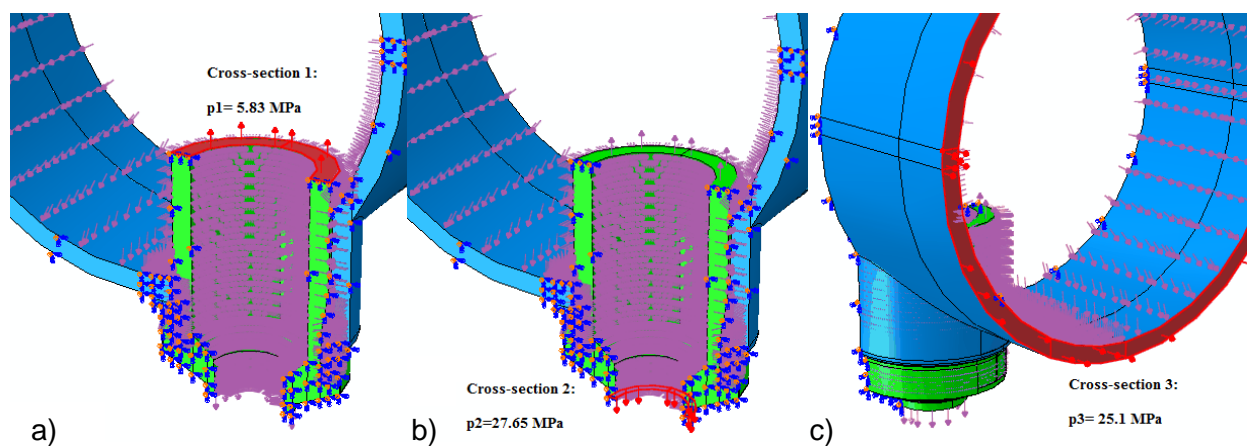 Cross-section 1:
p1= 5.83 MPa
Cross-section 2:
p2=27.65 MPa
Cross-section 3:
p3= 25.1 MPa
a)
b)
c)